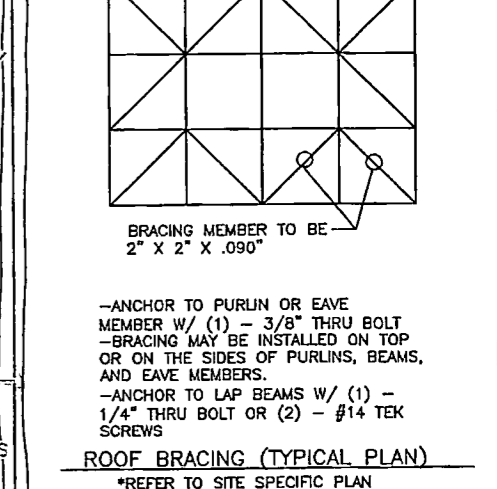 BRACING MEMBER TO BE
2" X 2" X .090"
-ANCHOR TO PURLIN OR EAVE
MEMBER W/ (1) - 3/8" THRU BOLT
-BRACING MAY BE INSTALLED ON TOP
OR ON THE SIDES OF PURLINS, BEAMS,
AND EAVE MEMBERS.
-ANCHOR TO LAP BEAMS W/ (1) -
1/4" THRU BOLT OR (2) - #14 TEK
SCREWS
S
ROOF BRACING (TYPICAL PLAN)
*REFER TO SITE SPECIFIC PLAN